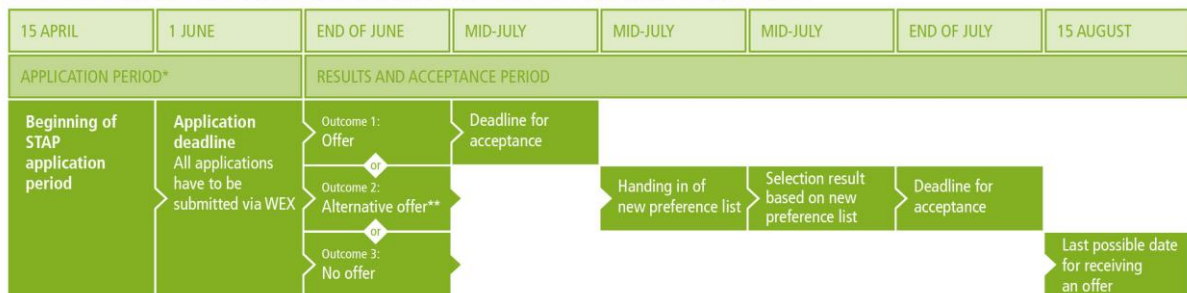 15 APRIL
1 JUNE
END OF JUNE
MID-JULY
MID-JULY
MID-JULY
END OF JULY
15 AUGUST
APPLICATION PERIOD*
RESULTS AND ACCEPTANCE PERIOD
Beginning of
STAP
application
period
Application
deadline
All applications
have to be
submitted via WEX
Outcome 1:
Offer
Deadline for
acceptance
or
Outcome 2:
Alternative offer**
Handing in of
new preference list
Selection result
based on new
preference list
Deadline for
acceptance
or
Outcome 3:
No offer
Last possible date
for receiving
an offer